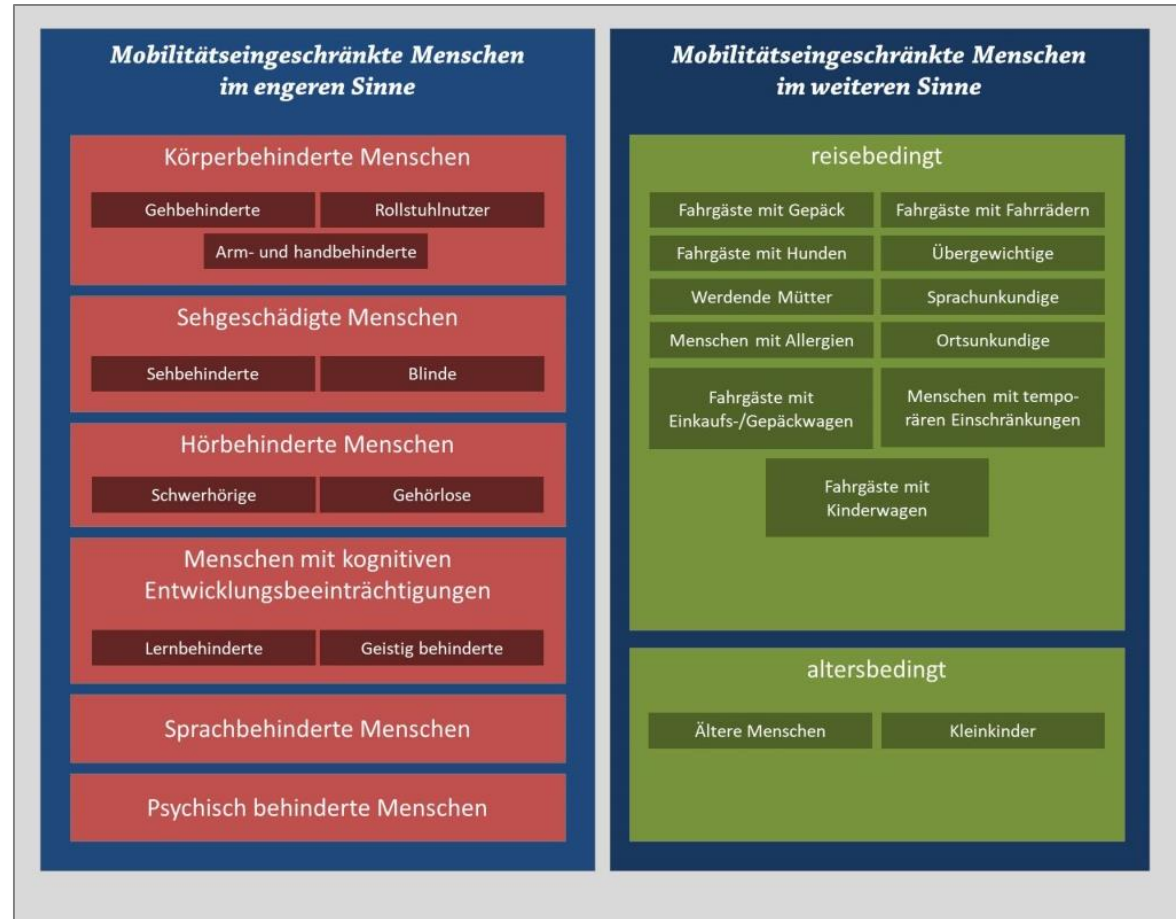 Mobilitätseingeschränkte Menschen
im engeren Sinne
Körperbehinderte Menschen
Gehbehinderte
Rollstuhlnutzer
Arm- und handbehinderte
Sehgeschädigte Menschen
Sehbehinderte
Blinde
Hörbehinderte Menschen
Schwerhörige
Gehörlose
Menschen mit kognitiven
Entwicklungsbeeinträchtigungen
Lernbehinderte
Geistig behinderte
Sprachbehinderte Menschen
Psychisch behinderte Menschen
Mobilitätseingeschränkte Menschen
im weiteren Sinne
reisebedingt
Fahrgäste mit Gepäck
Fahrgäste mit Fahrrädern
Fahrgäste mit Hunden
Übergewichtige
Werdende Mütter
Sprachunkundige
Menschen mit Allergien
Ortsunkundige
Fahrgäste mit
Einkaufs-/Gepäckwagen
Menschen mit tempo-
rären Einschränkungen
Fahrgäste mit
Kinderwagen
altersbedingt
Ältere Menschen
Kleinkinder